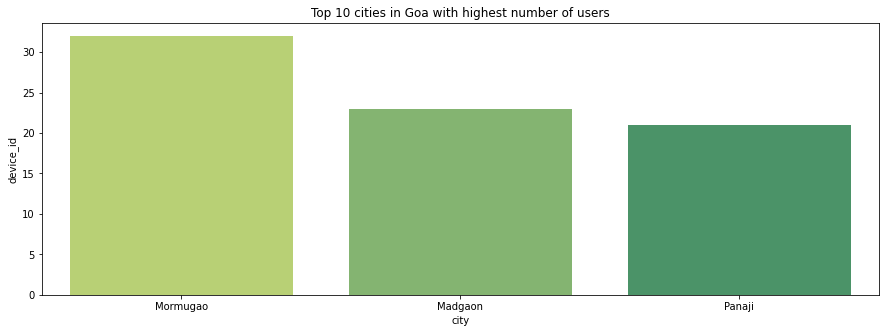 Top 10 cities in Goa with highest number of users
30
25
20
15
10
5
0
device_id
Mormugao Madgaon Panaji
city